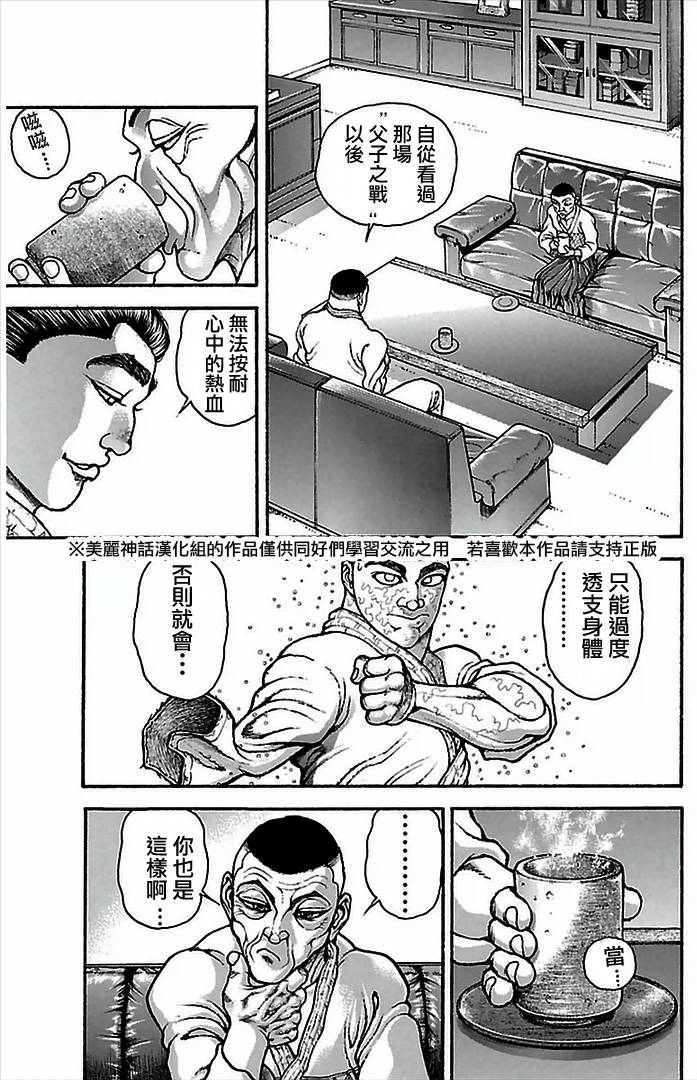 自從看過
那場
"父子之戰"
以後
嗞
嗞…
無法按耐
心中的熱血
※美麗神話漢化組的作品僅供同好們學習交流之用　若喜歡本作品請支持正版
只能過度
透支身體
………
否則就會…
當…
………
你也是
這樣啊…